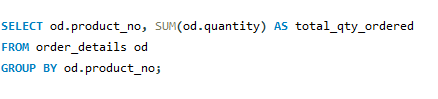 SELECT od.product_no, SUM(od.quantity) AS total_qty_ordered
FROM order_details od
GROUP BY od.product_no;